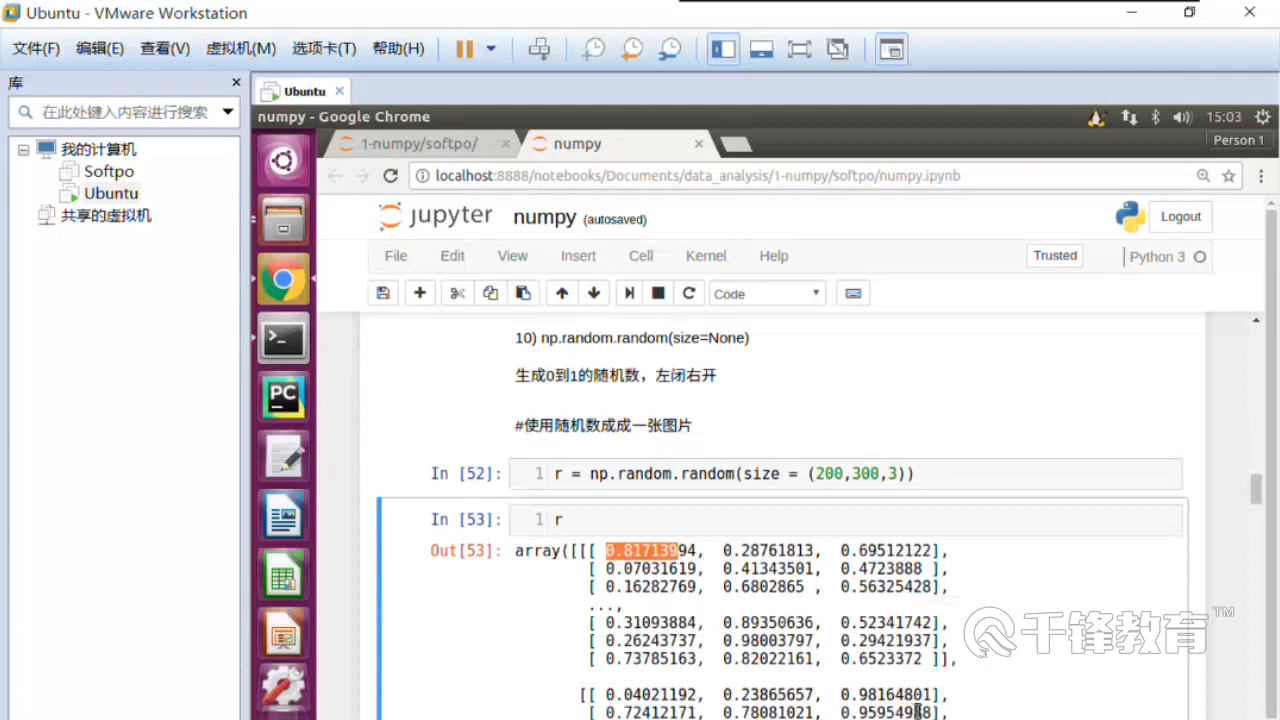 Ubuntu - VMware Workstation
文件(F) 编辑(E) 查看(V) 虚拟机(M) 选项卡(T) 帮助(H)
库
在此处键入内容进行搜索
我的计算机
Softpo
Ubuntu
共享的虚拟机
Ubuntu
numpy - Google Chrome
15:03
1-numpy/softpo/
numpy
Person 1
localhost:8888/notebooks/Documents/data_analysis/1-numpy/softpo/numpy.ipynb
jupyter numpy (autosaved)
Logout
File Edit View Insert Cell Kernel Help
Trusted
Python 3
Code
10) np.random.random(size=None)
生成0到1的随机数，左闭右开
#使用随机数成成一张图片
In [52]: 1 r = np.random.random(size = (200,300,3))
In [53]: 1 r
Out[53]: array([[[ 0.81713994, 0.28761813, 0.69512122],
[ 0.07031619, 0.41343501, 0.4723888 ],
[ 0.16282769, 0.6802865 , 0.56325428],
...,
[ 0.31093884, 0.89350636, 0.52341742],
[ 0.26243737, 0.98003797, 0.29421937],
[ 0.73785163, 0.82022161, 0.6523372 ]],
[[ 0.04021192, 0.23865657, 0.98164801],
[ 0.72412171, 0.78081021, 0.95954988],
千锋教育™
PC